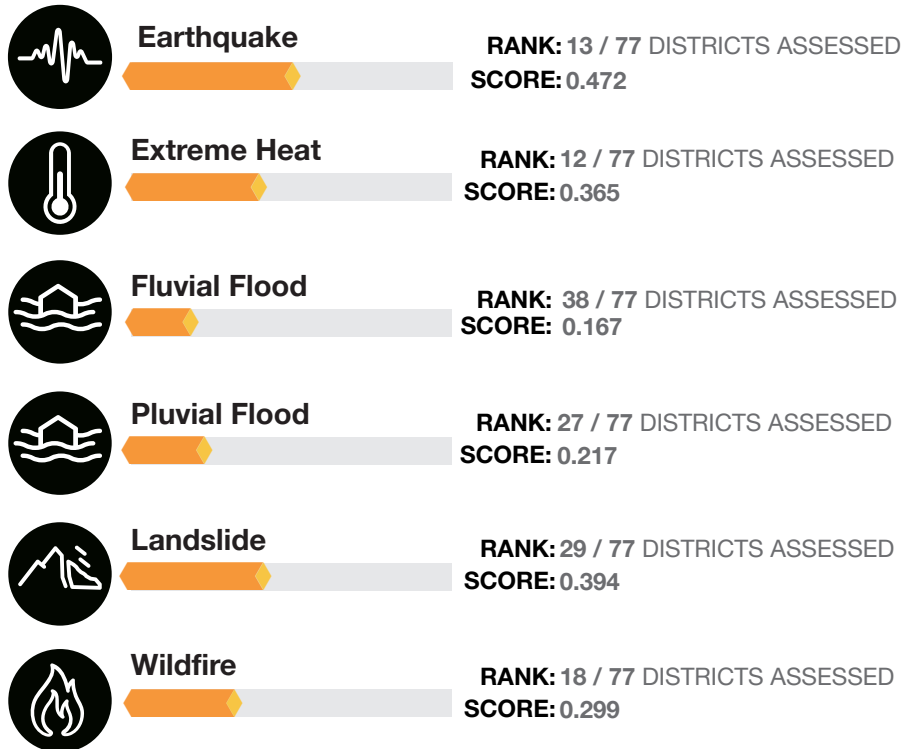 Earthquake
RANK: 13 / 77 DISTRICTS ASSESSED
SCORE: 0.472
Extreme Heat
RANK: 12 / 77 DISTRICTS ASSESSED
SCORE: 0.365
Fluvial Flood
RANK: 38 / 77 DISTRICTS ASSESSED
SCORE: 0.167
Pluvial Flood
RANK: 27 / 77 DISTRICTS ASSESSED
SCORE: 0.217
Landslide
RANK: 29 / 77 DISTRICTS ASSESSED
SCORE: 0.394
Wildfire
RANK: 18 / 77 DISTRICTS ASSESSED
SCORE: 0.299